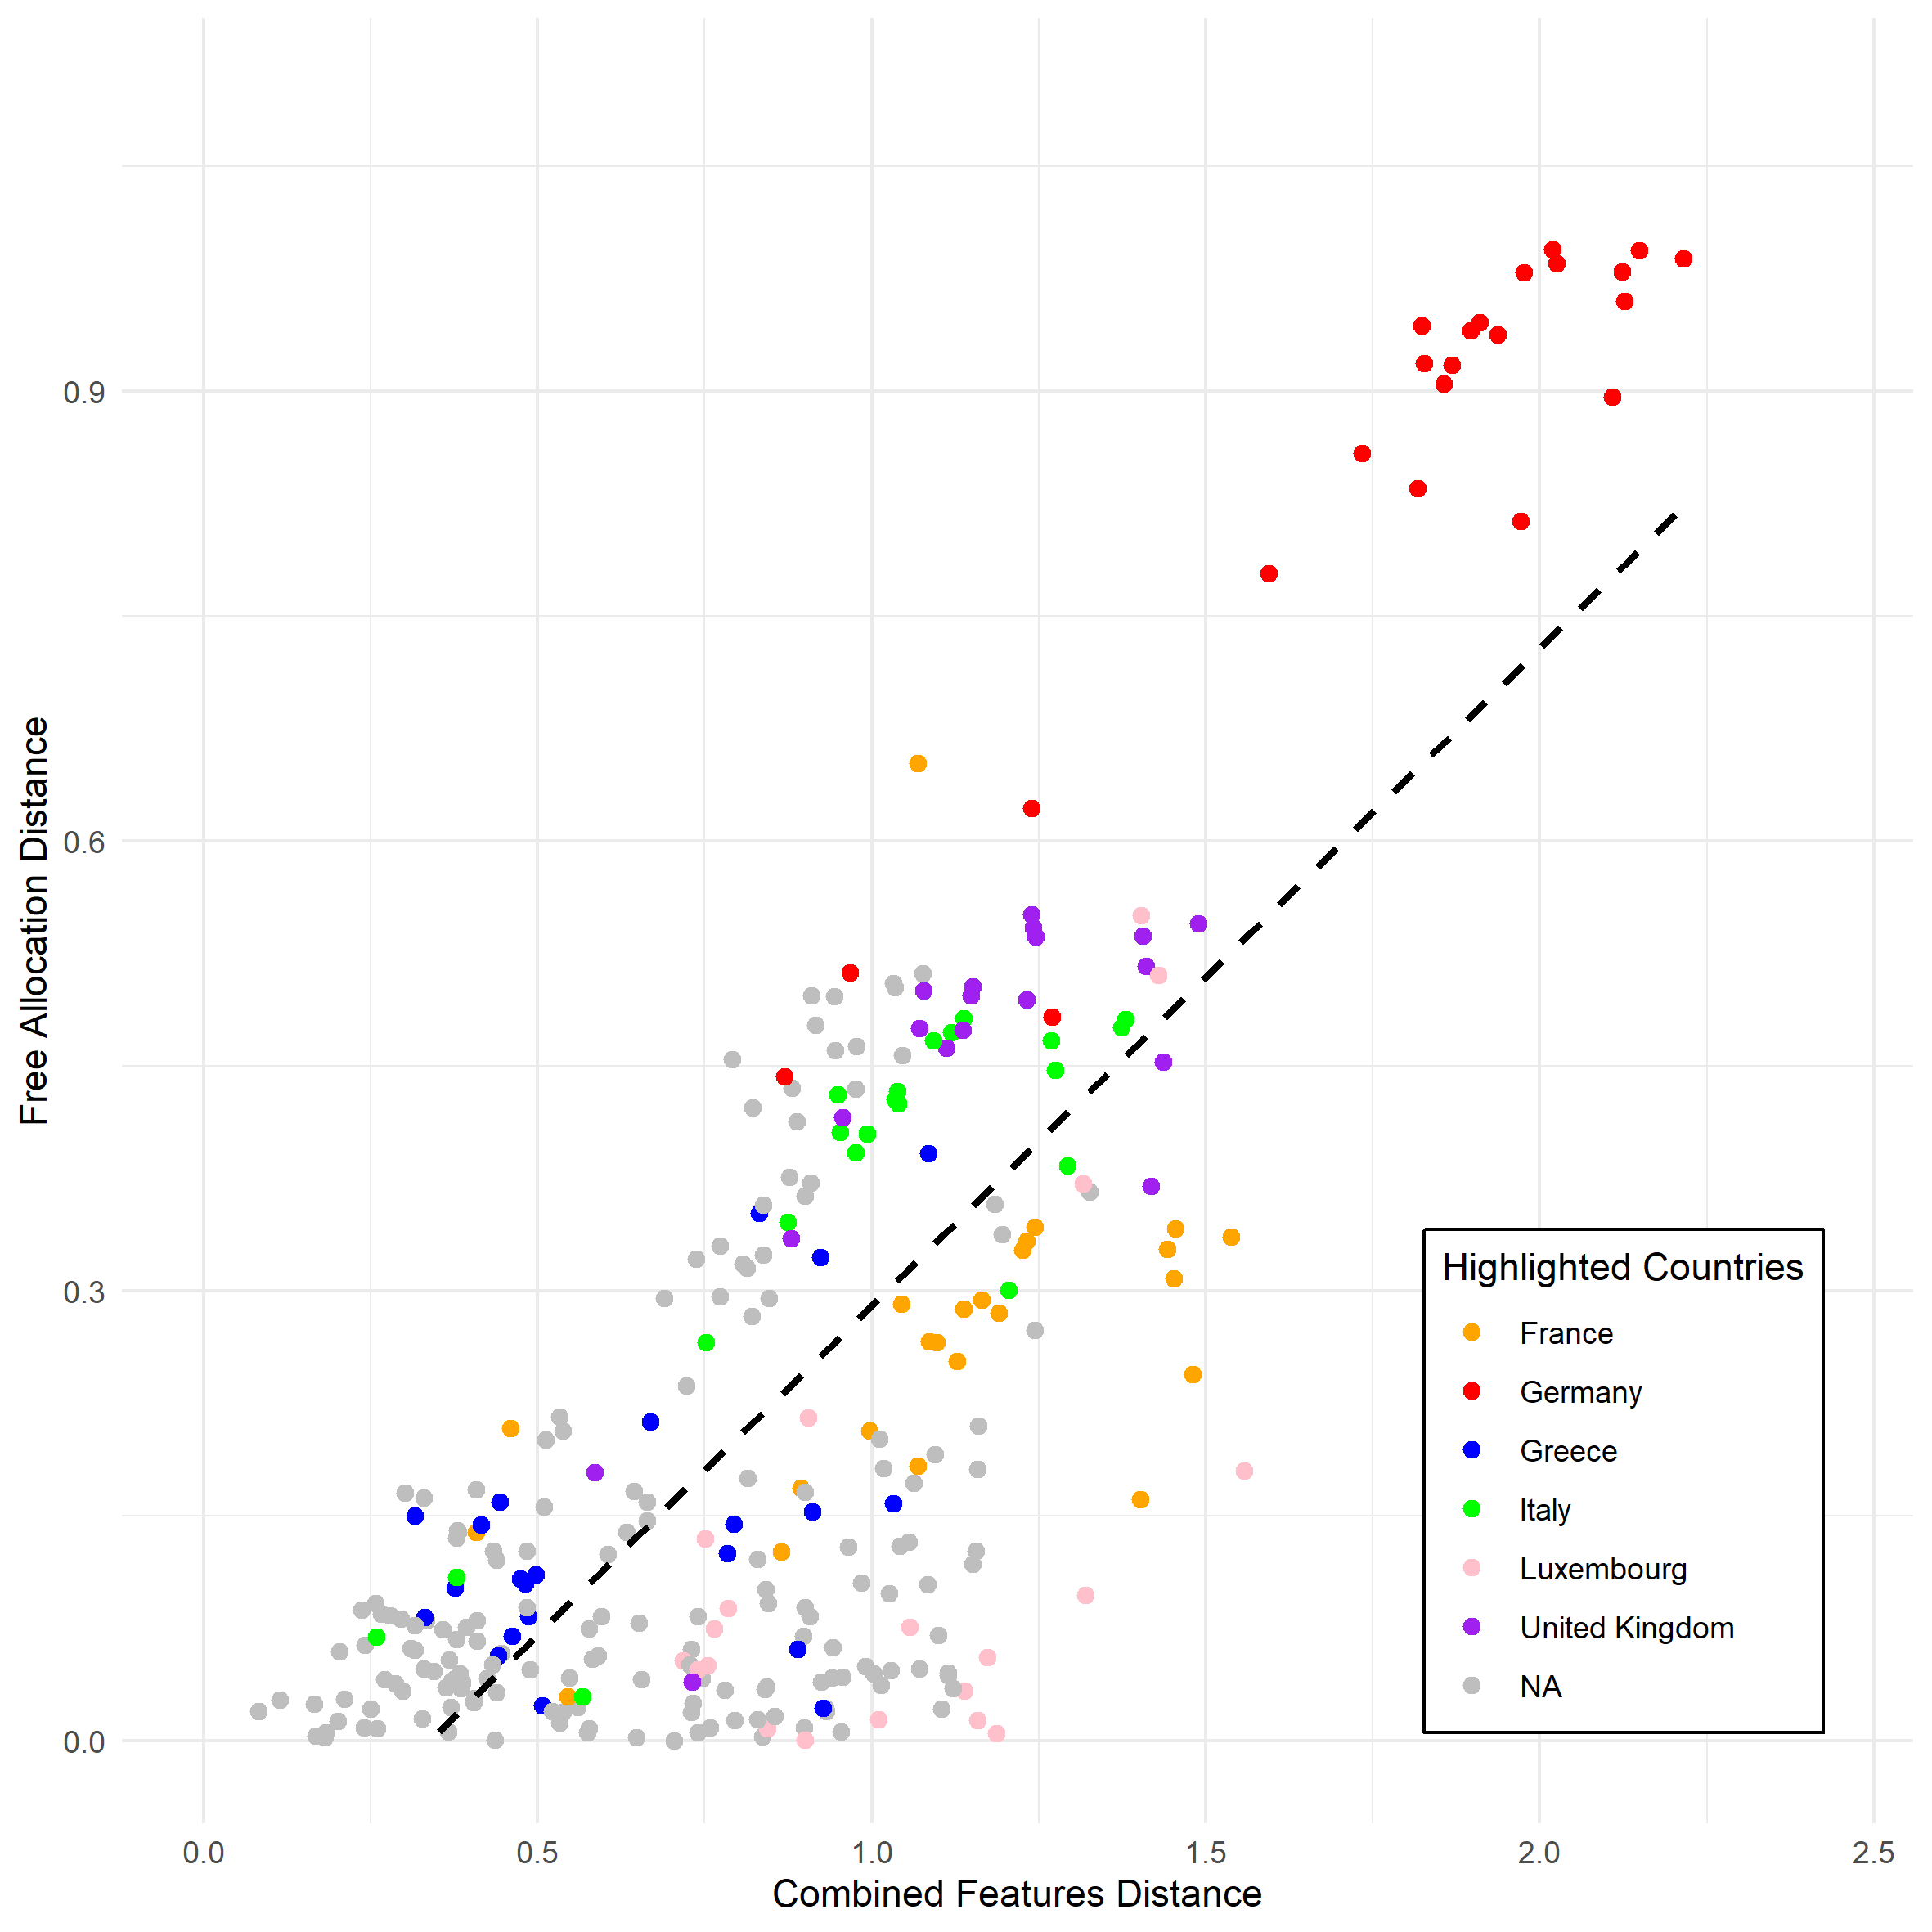 Free Allocation Distance
0.9
0.6
0.3
0.0
Highlighted Countries
France
Germany
Greece
Italy
Luxembourg
United Kingdom
NA
0.0 0.5 1.0 1.5 2.0 2.5
Combined Features Distance